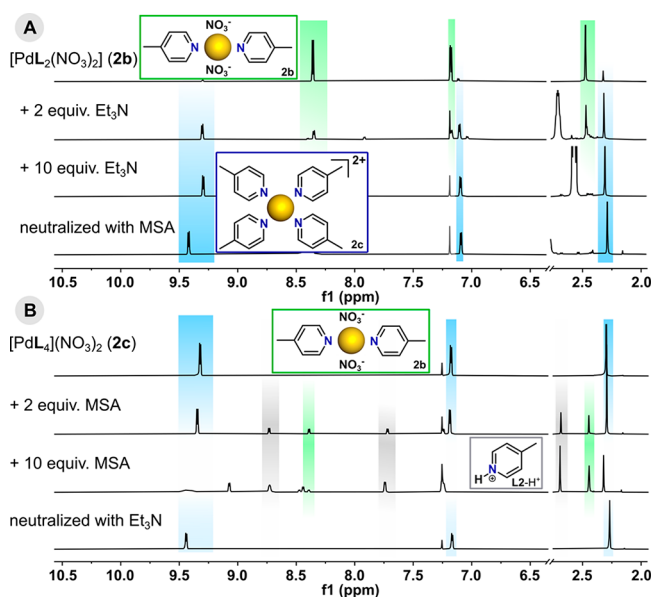 A
NO₃⁻
N
N
NO₃⁻
2b
[PdL₂(NO₃)₂] (2b)
+ 2 equiv. Et₃N
+ 10 equiv. Et₃N
neutralized with MSA
2+
N
N
N
N
2c
10.5 10.0 9.5 9.0 8.5 8.0 7.5 7.0 6.5 2.5 2.0
f1 (ppm)
B
NO₃⁻
N
N
NO₃⁻
2b
[PdL₄](NO₃)₂ (2c)
+ 2 equiv. MSA
+ 10 equiv. MSA
neutralized with Et₃N
N
H
⊕
L2-H⁺
10.5 10.0 9.5 9.0 8.5 8.0 7.5 7.0 6.5 2.5 2.0
f1 (ppm)